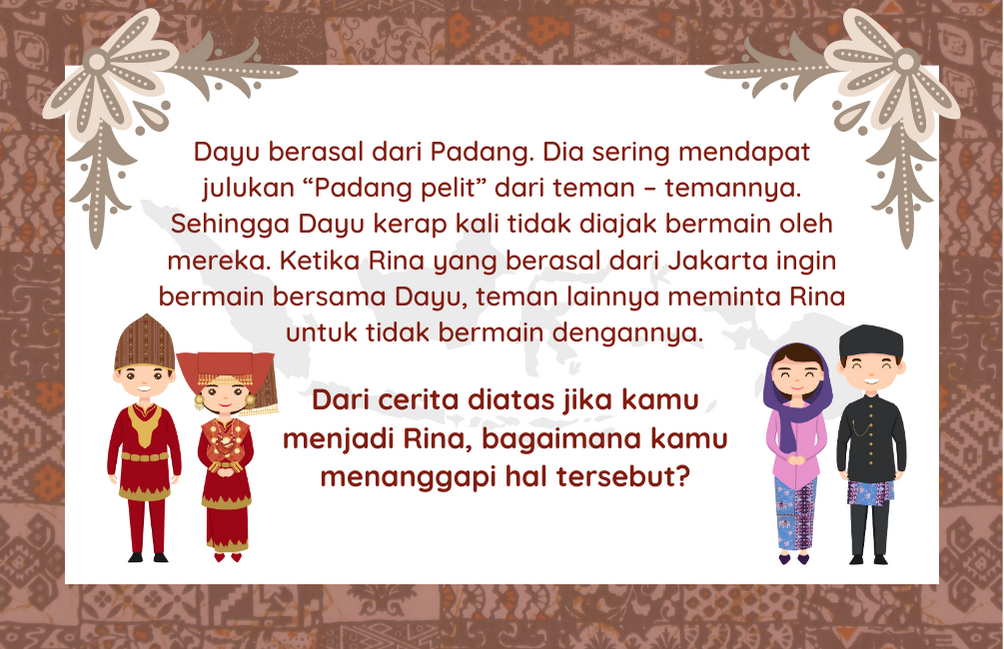 Dayu berasal dari Padang. Dia sering mendapat
julukan “Padang pelit” dari teman – temannya.
Sehingga Dayu kerap kali tidak diajak bermain oleh
mereka. Ketika Rina yang berasal dari Jakarta ingin
bermain bersama Dayu, teman lainnya meminta Rina
untuk tidak bermain dengannya.
Dari cerita diatas jika kamu
menjadi Rina, bagaimana kamu
menanggapi hal tersebut?